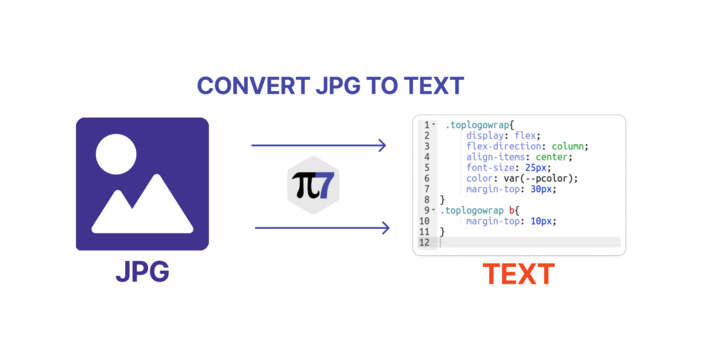 CONVERT JPG TO TEXT
π7
JPG
1 .toplogowrap{
2 display: flex;
3 flex-direction: column;
4 align-items: center;
5 font-size: 25px;
6 color: var(--pcolor);
7 margin-top: 30px;
8 }
9 .toplogowrap b{
10 margin-top: 10px;
11 }
12
TEXT